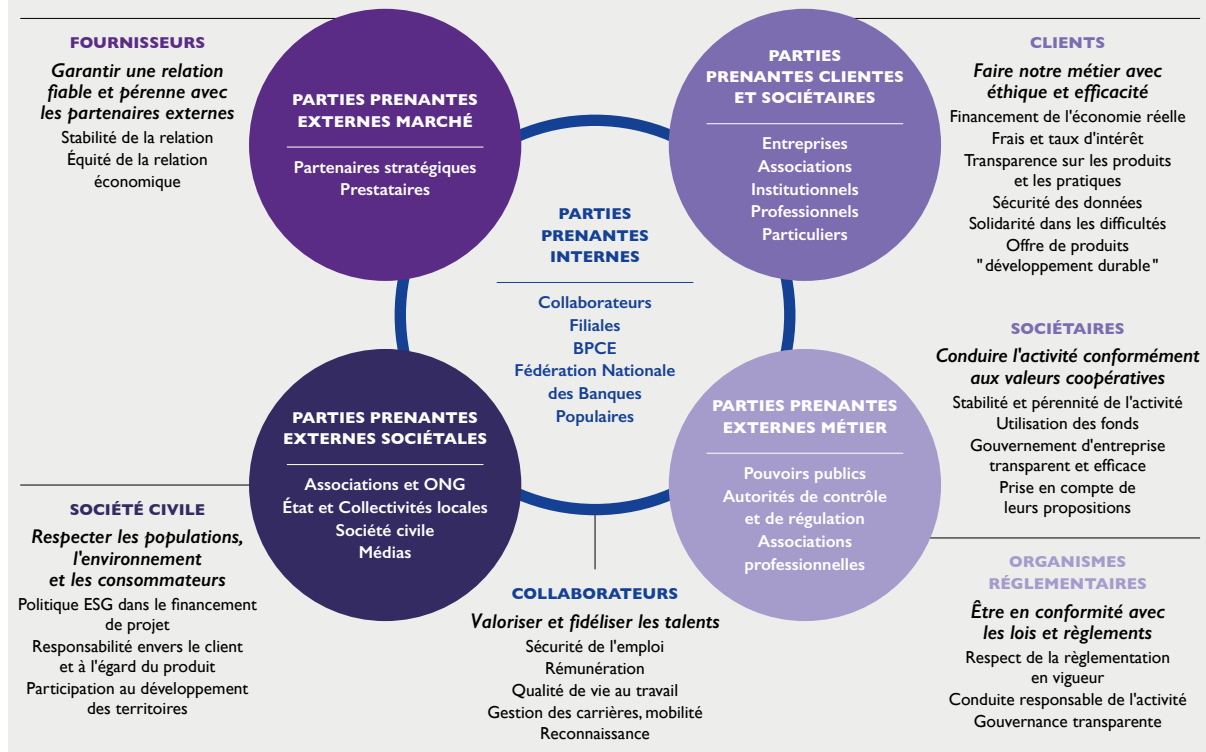 FOURNISSEURS
Garantir une relation
fiable et pérenne avec
les partenaires externes
Stabilité de la relation
Équité de la relation
économique
PARTIES PRENANTES
EXTERNES MARCHÉ
Partenaires stratégiques
Prestataires
PARTIES
PRENANTES CLIENTES
ET SOCIÉTAIRES
Entreprises
Associations
Institutionnels
Professionnels
Particuliers
CLIENTS
Faire notre métier avec
éthique et efficacité
Financement de l'économie réelle
Frais et taux d'intérêt
Transparence sur les produits
et les pratiques
Sécurité des données
Solidarité dans les difficultés
Offre de produits
"développement durable"
PARTIES
PRENANTES
INTERNES
Collaborateurs
Filiales
BPCE
Fédération Nationale
des Banques
Populaires
SOCIÉTAIRES
Conduire l'activité conformément
aux valeurs coopératives
Stabilité et pérennité de l'activité
Utilisation des fonds
Gouvernement d'entreprise
transparent et efficace
Prise en compte de
leurs propositions
PARTIES PRENANTES
EXTERNES SOCIÉTALES
Associations et ONG
État et Collectivités locales
Société civile
Médias
PARTIES PRENANTES
EXTERNES MÉTIER
Pouvoirs publics
Autorités de contrôle
et de régulation
Associations
professionnelles
SOCIÉTÉ CIVILE
Respecter les populations,
l'environnement
et les consommateurs
Politique ESG dans le financement
de projet
Responsabilité envers le client
et à l'égard du produit
Participation au développement
des territoires
COLLABORATEURS
Valoriser et fidéliser les talents
Sécurité de l'emploi
Rémunération
Qualité de vie au travail
Gestion des carrières, mobilité
Reconnaissance
ORGANISMES
RÉGLEMENTAIRES
Être en conformité avec
les lois et règlements
Respect de la règlementation
en vigueur
Conduite responsable de l'activité
Gouvernance transparente